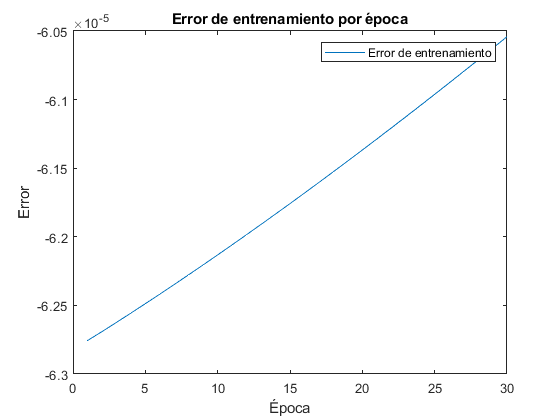 Error de entrenamiento por época
×10⁻⁵
Error de entrenamiento
-6.05
-6.1
-6.15
-6.2
-6.25
-6.3
Error
0 5 10 15 20 25 30
Época